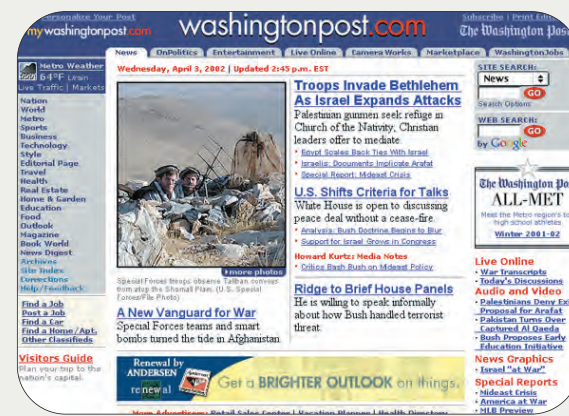 Personalize Your Post
mywashingtonpost.com
washingtonpost.com
Subscribe | Print Edition
The Washington Post
News
OnPolitics
Entertainment
Live Online
Camera Works
Marketplace
WashingtonJobs
Metro Weather
64°F
Live Traffic | Markets
Nation
World
Metro
Sports
Business
Technology
Style
Editorial Page
Travel
Health
Real Estate
Home & Garden
Education
Food
Outlook
Magazine
Book World
News Digest
Archives
Site Index
Corrections
Help/Feedback
Find a Job
Post a Job
Find a Car
Find a Home/Apt.
Other Classifieds
Visitors Guide
Plan your trip to the
nation's capital.
Wednesday, April 3, 2002 | Updated 2:45 p.m. EST
more photos
Special Forces troops observe Taliban convoys
from atop the Shomali Plain. (U.S. Special
Forces/File Photo)
A New Vanguard for War
Special Forces teams and smart
bombs turned the tide in Afghanistan.
Troops Invade Bethlehem
As Israel Expands Attacks
Palestinian gunmen seek refuge in
Church of the Nativity; Christian
leaders offer to mediate.
• Egypt Scales Back Ties With Israel
• Israelis: Documents Implicate Arafat
• Special Report: Mideast Crisis
U.S. Shifts Criteria for Talks
White House is open to discussing
peace deal without a cease-fire.
• Analysis: Bush Doctrine Begins to Blur
• Support for Israel Grows in Congress
Howard Kurtz: Media Notes
• Critics Bash Bush on Mideast Policy
Ridge to Brief House Panels
He is willing to speak informally
about how Bush handled terrorist
threat.
SITE SEARCH:
News
GO
Search Options
WEB SEARCH:
GO
by Google
The Washington Po
ALL-MET
Meet the Metro region's to
high school athletes
Winter 2001-02
Live Online
• War Transcripts
• Today's Discussions
Audio and Video
• Palestinians Deny Exi
Proposal for Arafat
• Pakistan Turns Over
Captured Al Qaeda
• Bush Proposes Early
Education Initiative
News Graphics
• Israel "at War"
Special Reports
• Mideast Crisis
• America at War
• MLB Preview
Renewal by
ANDERSEN
renewal
Get a BRIGHTER OUTLOOK on things.
More Advertisers: Retail Sales Center | Vacation Planner | Health Directory